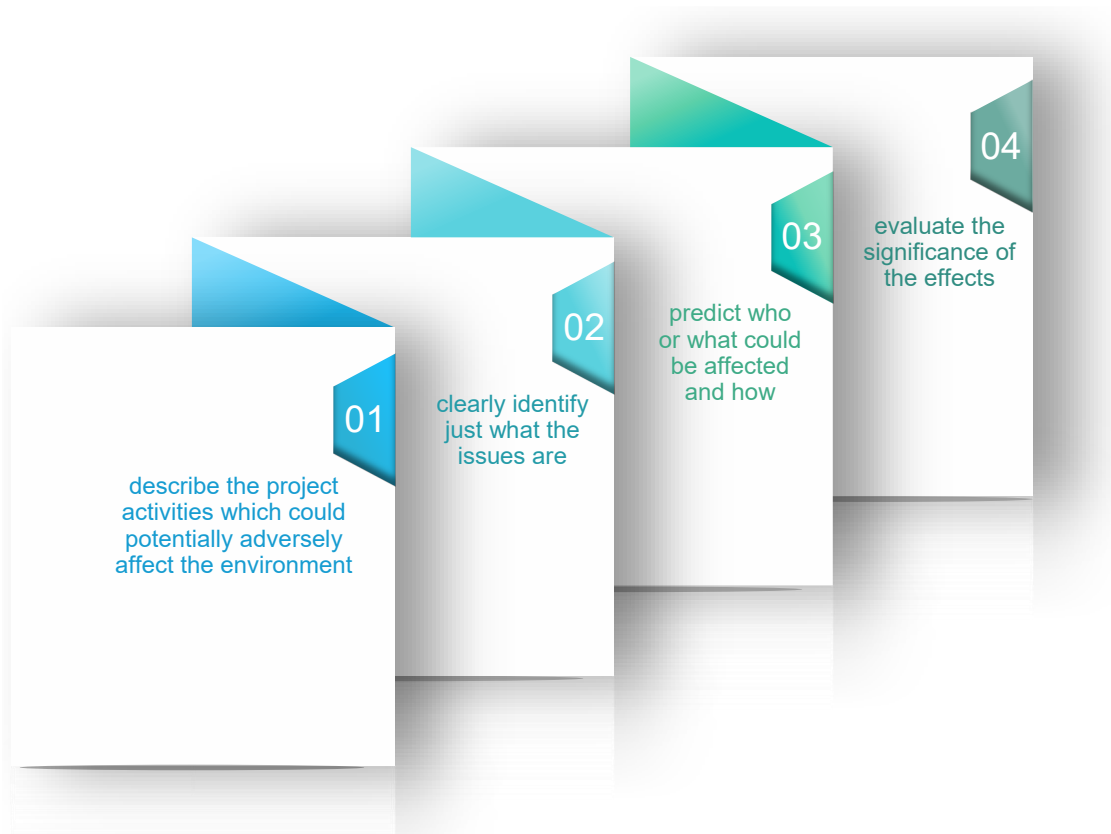 01
describe the project
activities which could
potentially adversely
affect the environment
02
clearly identify
just what the
issues are
03
predict who
or what could
be affected
and how
04
evaluate the
significance of
the effects